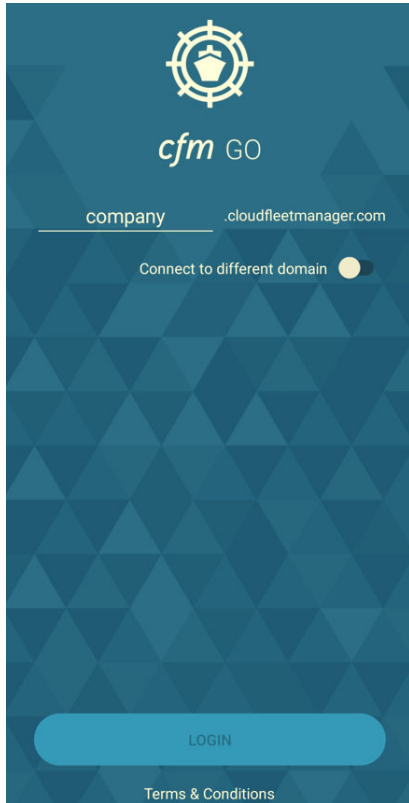 cfm GO
company .cloudfleetmanager.com
Connect to different domain
LOGIN
Terms & Conditions